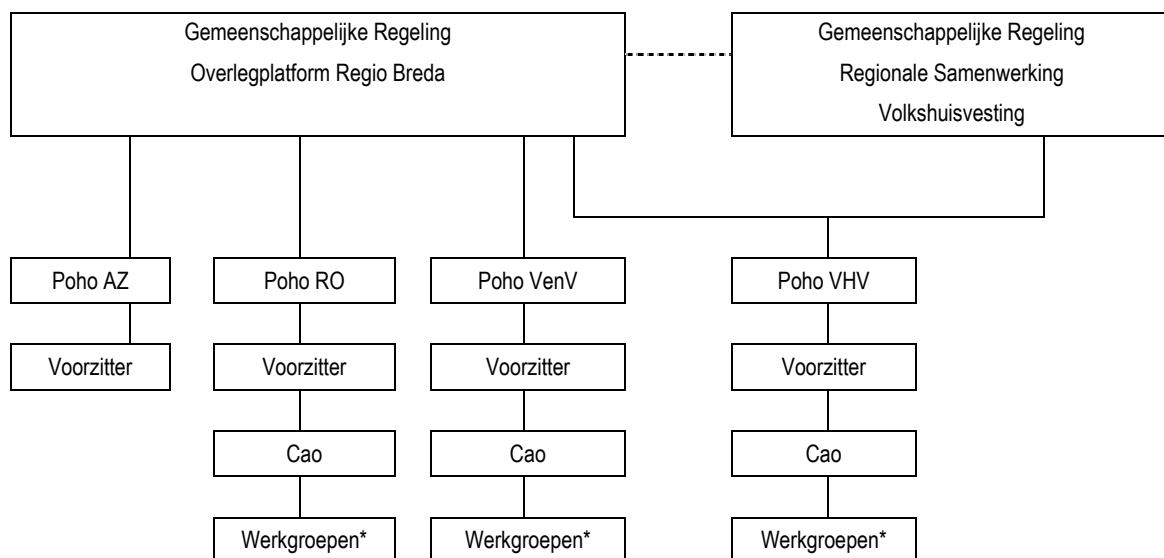 Gemeenschappelijke Regeling
Overlegplatform Regio Breda
Gemeenschappelijke Regeling
Regionale Samenwerking
Volkshuisvesting
Poho AZ
Poho RO
Poho VenV
Poho VHV
Voorzitter
Voorzitter
Voorzitter
Voorzitter
Cao
Cao
Cao
Werkgroepen*
Werkgroepen*
Werkgroepen*